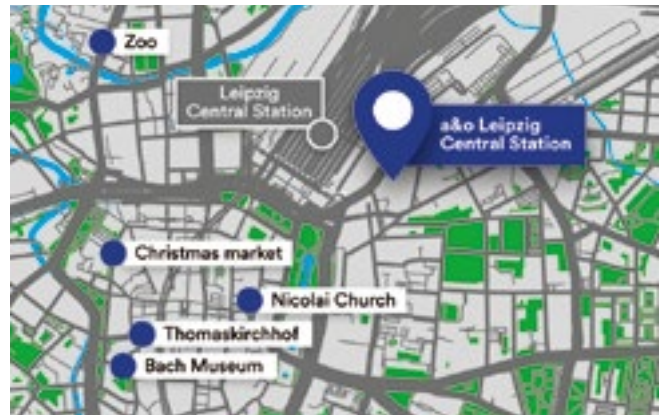 Zoo
Leipzig
Central Station
a&o Leipzig
Central Station
Christmas market
Nicolai Church
Thomaskirchhof
Bach Museum